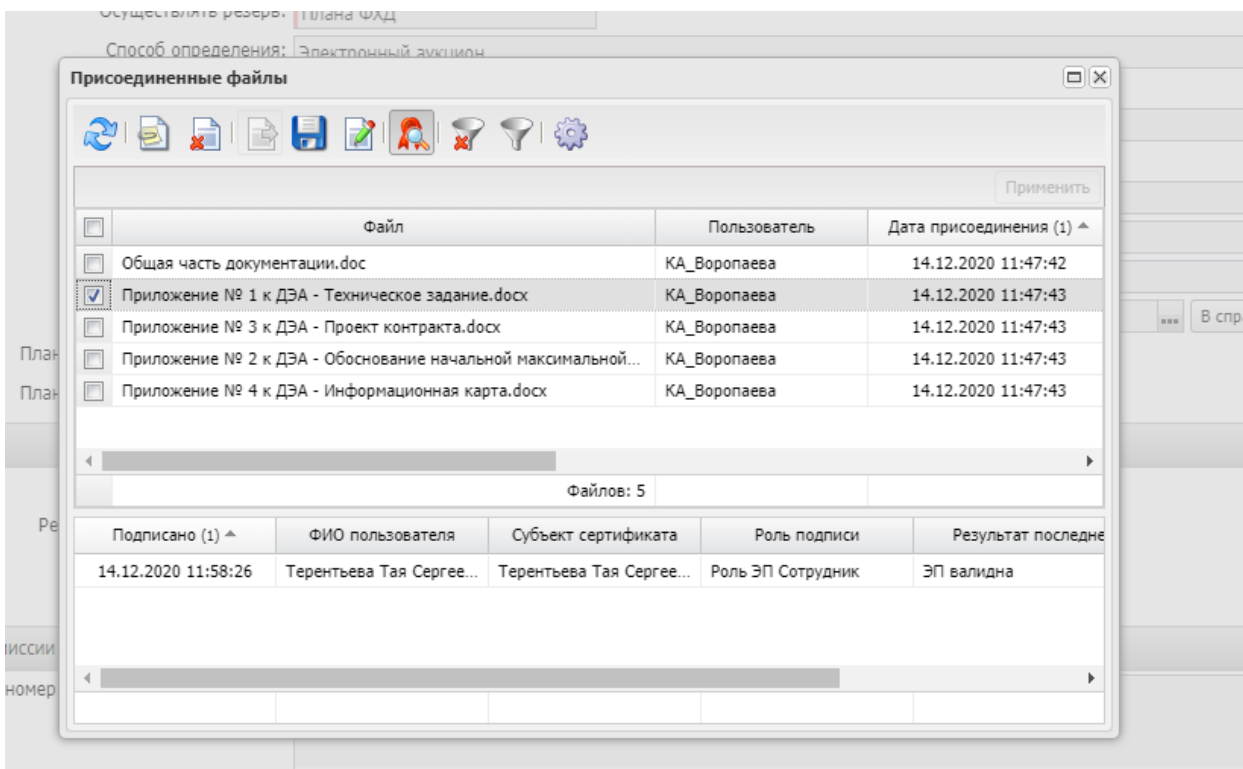 Осуществлять резерв: Плана ФХД
Способ определения: Электронный аукцион
Присоединенные файлы
Применить
Файл Пользователь Дата присоединения (1)
Общая часть документации.doc КА_Воропаева 14.12.2020 11:47:42
Приложение № 1 к ДЭА - Техническое задание.docx КА_Воропаева 14.12.2020 11:47:43
Приложение № 3 к ДЭА - Проект контракта.docx КА_Воропаева 14.12.2020 11:47:43
... В спр
План
Приложение № 2 к ДЭА - Обоснование начальной максимальной... КА_Воропаева 14.12.2020 11:47:43
План
Приложение № 4 к ДЭА - Информационная карта.docx КА_Воропаева 14.12.2020 11:47:43
Файлов: 5
Ре
Подписано (1) ФИО пользователя Субъект сертификата Роль подписи Результат последне
14.12.2020 11:58:26 Терентьева Тая Сергее... Терентьева Тая Сергее... Роль ЭП Сотрудник ЭП валидна
иссии
номер